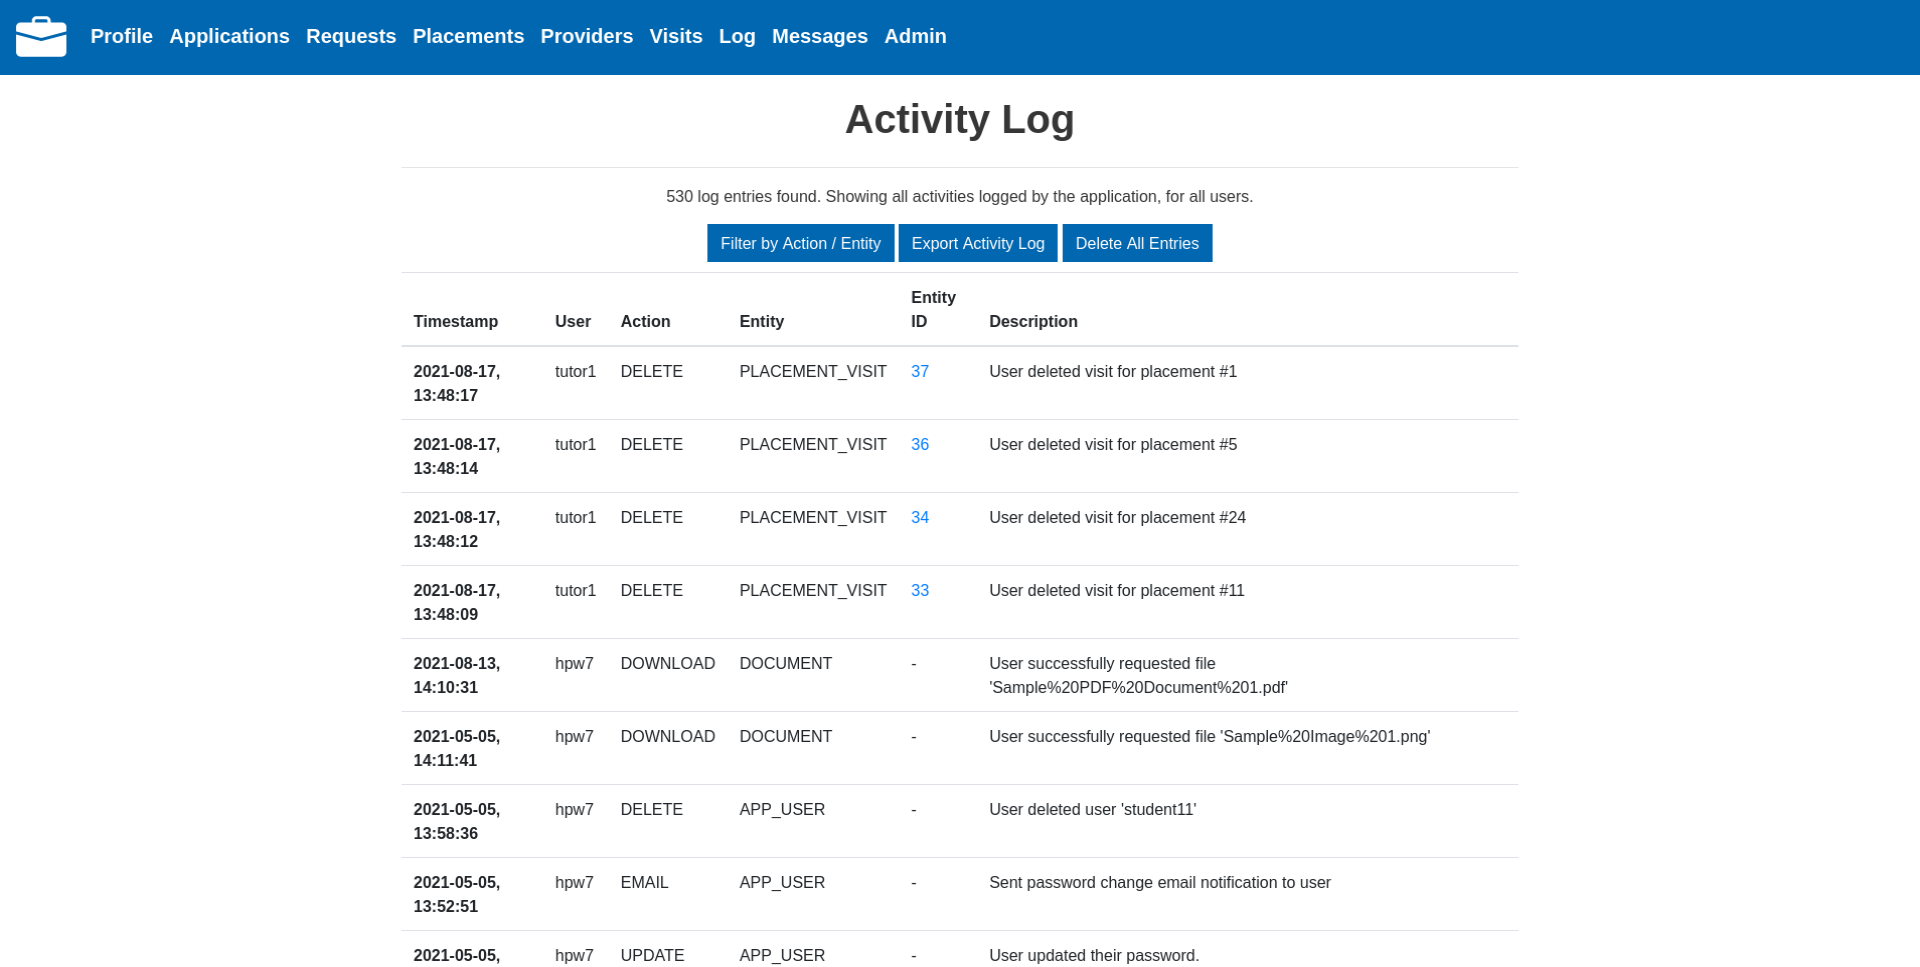 Profile Applications Requests Placements Providers Visits Log Messages Admin
Activity Log
530 log entries found. Showing all activities logged by the application, for all users.
Filter by Action / Entity Export Activity Log Delete All Entries
Timestamp User Action Entity Entity ID Description
2021-08-17, 13:48:17 tutor1 DELETE PLACEMENT_VISIT 37 User deleted visit for placement #1
2021-08-17, 13:48:14 tutor1 DELETE PLACEMENT_VISIT 36 User deleted visit for placement #5
2021-08-17, 13:48:12 tutor1 DELETE PLACEMENT_VISIT 34 User deleted visit for placement #24
2021-08-17, 13:48:09 tutor1 DELETE PLACEMENT_VISIT 33 User deleted visit for placement #11
2021-08-13, 14:10:31 hpw7 DOWNLOAD DOCUMENT - User successfully requested file 'Sample%20PDF%20Document%201.pdf'
2021-05-05, 14:11:41 hpw7 DOWNLOAD DOCUMENT - User successfully requested file 'Sample%20Image%201.png'
2021-05-05, 13:58:36 hpw7 DELETE APP_USER - User deleted user 'student11'
2021-05-05, 13:52:51 hpw7 EMAIL APP_USER - Sent password change email notification to user
2021-05-05, hpw7 UPDATE APP_USER - User updated their password.